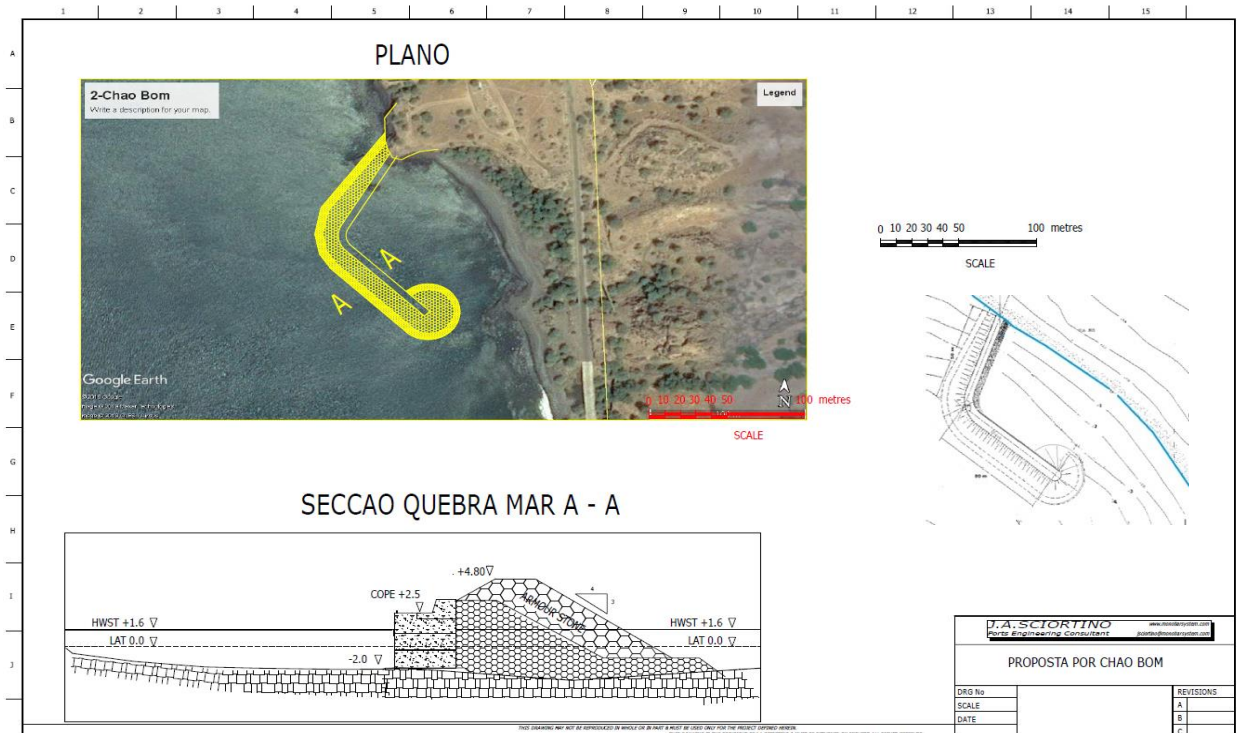 1 2 3 4 5 6 7 8 9 10 11 12 13 14 15
A
B
C
D
E
F
G
H
I
J
PLANO
2-Chao Bom
Write a description for your map.
Legend
A
A
Google Earth
N
0 10 20 30 40 50 100 metres
SCALE
0 10 20 30 40 50 100 metres
SCALE
SECCAO QUEBRA MAR A - A
+4.80
4
3
COPE +2.5
ARMOUR STONE
HWST +1.6
HWST +1.6
LAT 0.0
LAT 0.0
-2.0
J.A.SCIORTINO
Ports Engineering Consultant
PROPOSTA POR CHAO BOM
DRG No
REVISIONS
SCALE
A
DATE
B
C
THIS DRAWING MAY NOT BE REPRODUCED IN WHOLE OR IN PART & MUST BE USED ONLY FOR THE PROJECT DEFINED HEREIN.